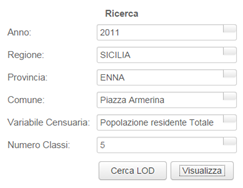 Ricerca
Anno: 2011
Regione: SICILIA
Provincia: ENNA
Comune: Piazza Armerina
Variabile Censuaria: Popolazione residente Totale
Numero Classi: 5
Cerca LOD Visualizza